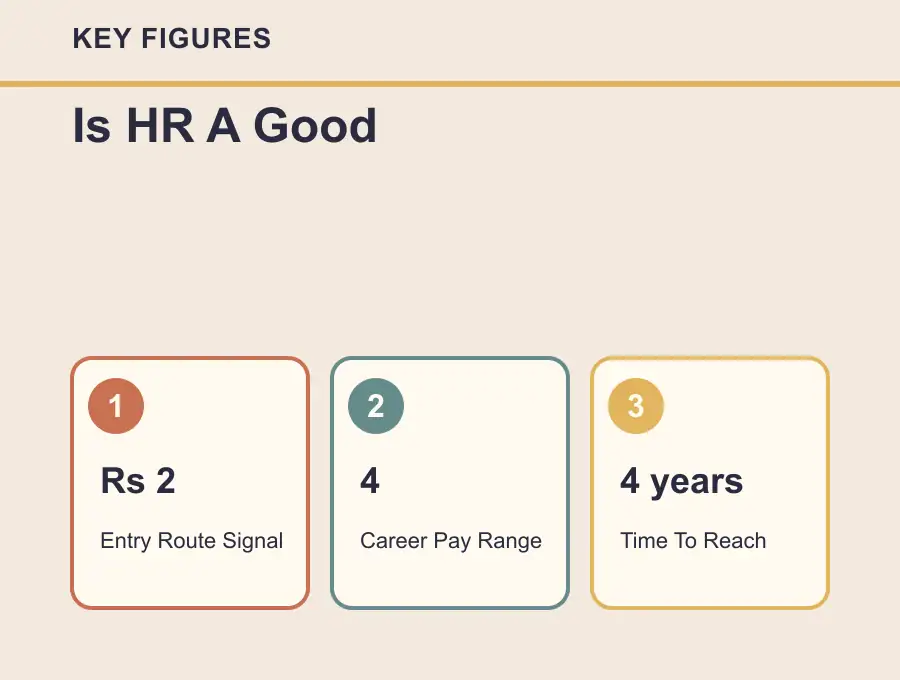 KEY FIGURES
Is HR A Good
1
Rs 2
Entry Route Signal
2
4
Career Pay Range
3
4 years
Time To Reach